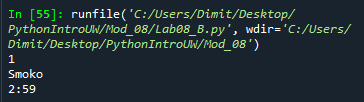 In [55]: runfile('C:/Users/Dimit/Desktop/
PythonIntroUW/Mod_08/Lab08_B.py', wdir='C:/Users/
Dimit/Desktop/PythonIntroUW/Mod_08')
1
Smoko
2:59